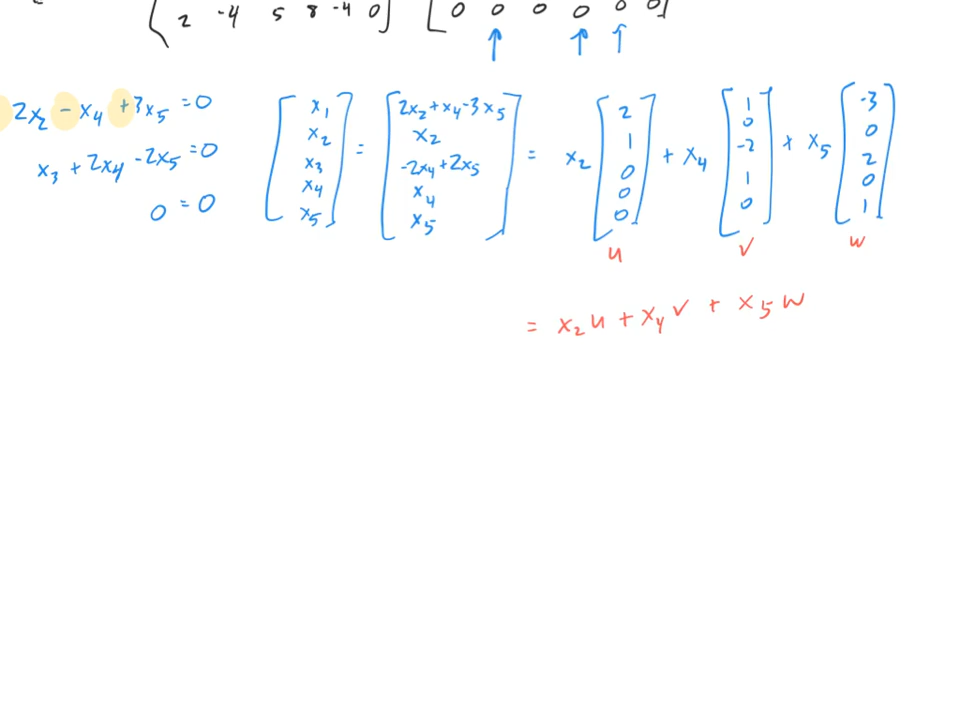 2 -4 5 8 -4 0] [0 0 0 0 0 0]
↑ ↑ ↑
2x₂ - x₄ + 3x₅ = 0
x₃ + 2x₄ - 2x₅ = 0
0 = 0
[x₁ x₂ x₃ x₄ x₅] = [2x₂+x₄-3x₅ x₂ -2x₄+2x₅ x₄ x₅] = x₂ [2 1 0 0 0] + x₄ [1 0 -2 1 0] + x₅ [-3 0 2 0 1]
u v w
= x₂u + x₄v + x₅w